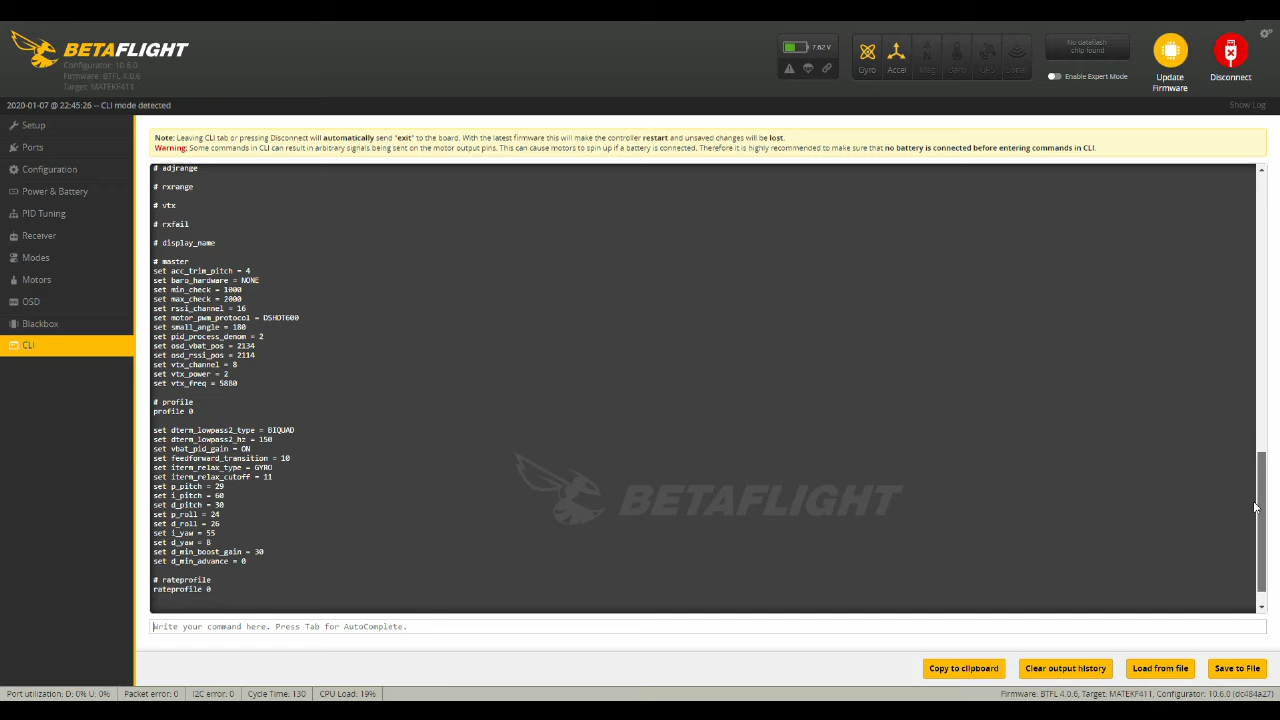 BETAFLIGHT
Configurator: 10.6.0
Firmware: BTFL 4.0.6
Target: MATEKF411
7.62 V
Gyro
Accel
Mag
Baro
GPS
Sonar
No dataflash
chip found
Enable Expert Mode
Update
Firmware
Disconnect
2020-01-07 @ 22:45:26 -- CLI mode detected
Show Log
Setup
Ports
Configuration
Power & Battery
PID Tuning
Receiver
Modes
Motors
OSD
Blackbox
CLI
Note: Leaving CLI tab or pressing Disconnect will automatically send "exit" to the board. With the latest firmware this will make the controller restart and unsaved changes will be lost.
Warning: Some commands in CLI can result in arbitrary signals being sent on the motor output pins. This can cause motors to spin up if a battery is connected. Therefore it is highly recommended to make sure that no battery is connected before entering commands in CLI.
# adjrange
# rxrange
# vtx
# rxfail
# display_name
# master
set acc_trim_pitch = 4
set baro_hardware = NONE
set min_check = 1000
set max_check = 2000
set rssi_channel = 16
set motor_pwm_protocol = DSHOT600
set small_angle = 180
set pid_process_denom = 2
set osd_vbat_pos = 2134
set osd_rssi_pos = 2114
set vtx_channel = 8
set vtx_power = 2
set vtx_freq = 5880
# profile
profile 0
set dterm_lowpass2_type = BIQUAD
set dterm_lowpass2_hz = 150
set vbat_pid_gain = ON
set feedforward_transition = 10
set iterm_relax_type = GYRO
set iterm_relax_cutoff = 11
set p_pitch = 29
set i_pitch = 60
set d_pitch = 30
set p_roll = 24
set d_roll = 26
set i_yaw = 55
set d_yaw = 8
set d_min_boost_gain = 30
set d_min_advance = 0
# rateprofile
rateprofile 0
BETAFLIGHT
Write your command here. Press Tab for AutoComplete.
Copy to clipboard
Clear output history
Load from file
Save to File
Port utilization: D: 0% U: 0%
Packet error: 0
I2C error: 0
Cycle Time: 130
CPU Load: 19%
Firmware: BTFL 4.0.6, Target: MATEKF411, Configurator: 10.6.0 (dc484a27)